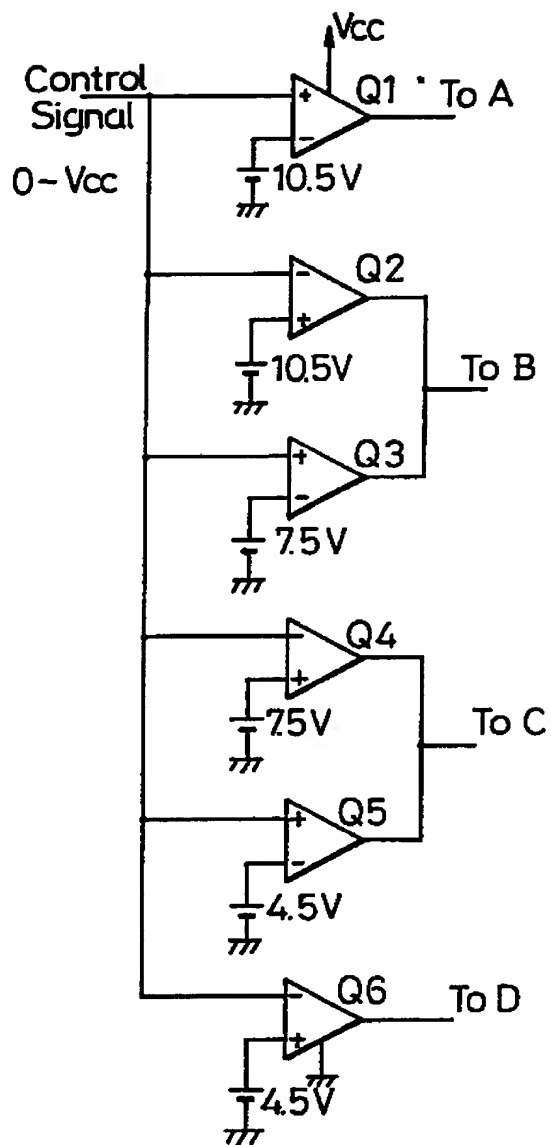 Vcc
Control
Signal
0~Vcc
+
-
Q1
To A
10.5V
Q2
-
+
10.5V
To B
Q3
+
-
7.5V
Q4
-
+
7.5V
To C
Q5
+
-
4.5V
Q6
-
+
To D
4.5V